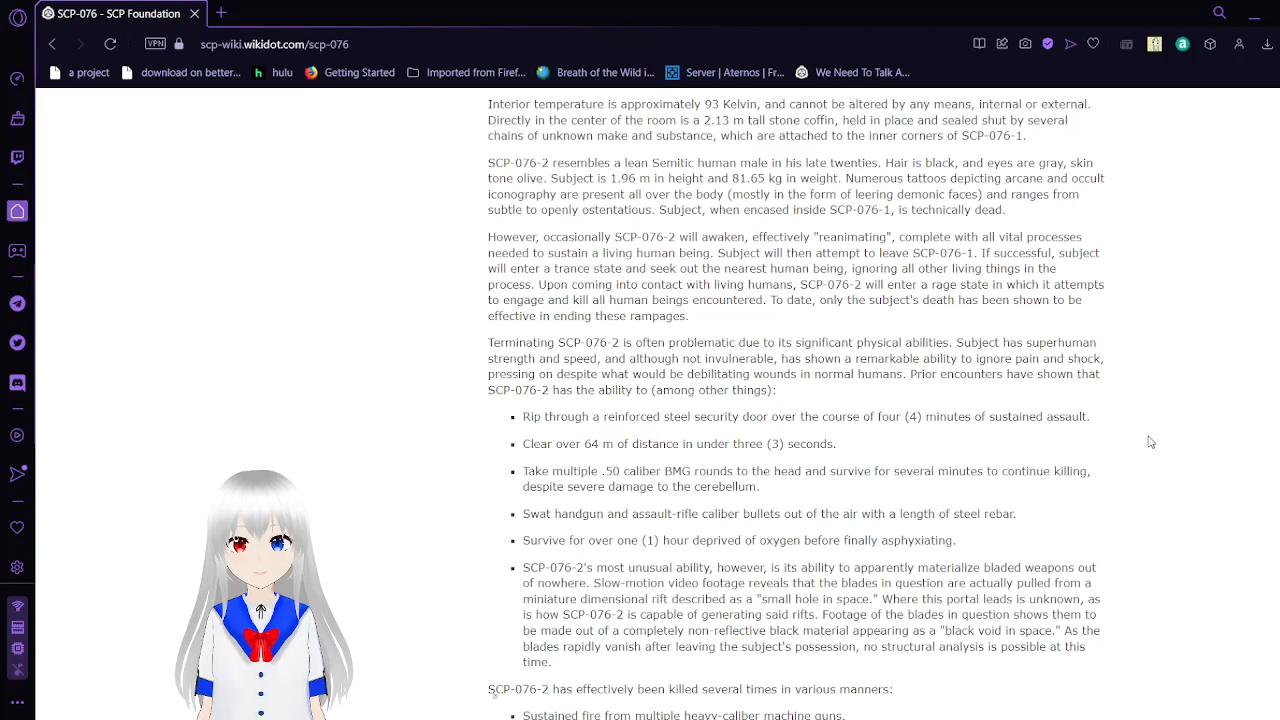 SCP-076 - SCP Foundation
VPN
scp-wiki.wikidot.com/scp-076
a project
download on better...
h
hulu
Getting Started
Imported from Firef...
Breath of the Wild i...
Server | Aternos | Fr...
We Need To Talk A...
a
Interior temperature is approximately 93 Kelvin, and cannot be altered by any means, internal or external.
Directly in the center of the room is a 2.13 m tall stone coffin, held in place and sealed shut by several
chains of unknown make and substance, which are attached to the inner corners of SCP-076-1.
SCP-076-2 resembles a lean Semitic human male in his late twenties. Hair is black, and eyes are gray, skin
tone olive. Subject is 1.96 m in height and 81.65 kg in weight. Numerous tattoos depicting arcane and occult
iconography are present all over the body (mostly in the form of leering demonic faces) and ranges from
subtle to openly ostentatious. Subject, when encased inside SCP-076-1, is technically dead.
However, occasionally SCP-076-2 will awaken, effectively "reanimating", complete with all vital processes
needed to sustain a living human being. Subject will then attempt to leave SCP-076-1. If successful, subject
will enter a trance state and seek out the nearest human being, ignoring all other living things in the
process. Upon coming into contact with living humans, SCP-076-2 will enter a rage state in which it attempts
to engage and kill all human beings encountered. To date, only the subject's death has been shown to be
effective in ending these rampages.
Terminating SCP-076-2 is often problematic due to its significant physical abilities. Subject has superhuman
strength and speed, and although not invulnerable, has shown a remarkable ability to ignore pain and shock,
pressing on despite what would be debilitating wounds in normal humans. Prior encounters have shown that
SCP-076-2 has the ability to (among other things):
▪ Rip through a reinforced steel security door over the course of four (4) minutes of sustained assault.
▪ Clear over 64 m of distance in under three (3) seconds.
▪ Take multiple .50 caliber BMG rounds to the head and survive for several minutes to continue killing,
despite severe damage to the cerebellum.
▪ Swat handgun and assault-rifle caliber bullets out of the air with a length of steel rebar.
▪ Survive for over one (1) hour deprived of oxygen before finally asphyxiating.
▪ SCP-076-2's most unusual ability, however, is its ability to apparently materialize bladed weapons out
of nowhere. Slow-motion video footage reveals that the blades in question are actually pulled from a
miniature dimensional rift described as a "small hole in space." Where this portal leads is unknown, as
is how SCP-076-2 is capable of generating said rifts. Footage of the blades in question shows them to
be made out of a completely non-reflective black material appearing as a "black void in space." As the
blades rapidly vanish after leaving the subject's possession, no structural analysis is possible at this
time.
SCP-076-2 has effectively been killed several times in various manners:
▪ Sustained fire from multiple heavy-caliber machine guns.